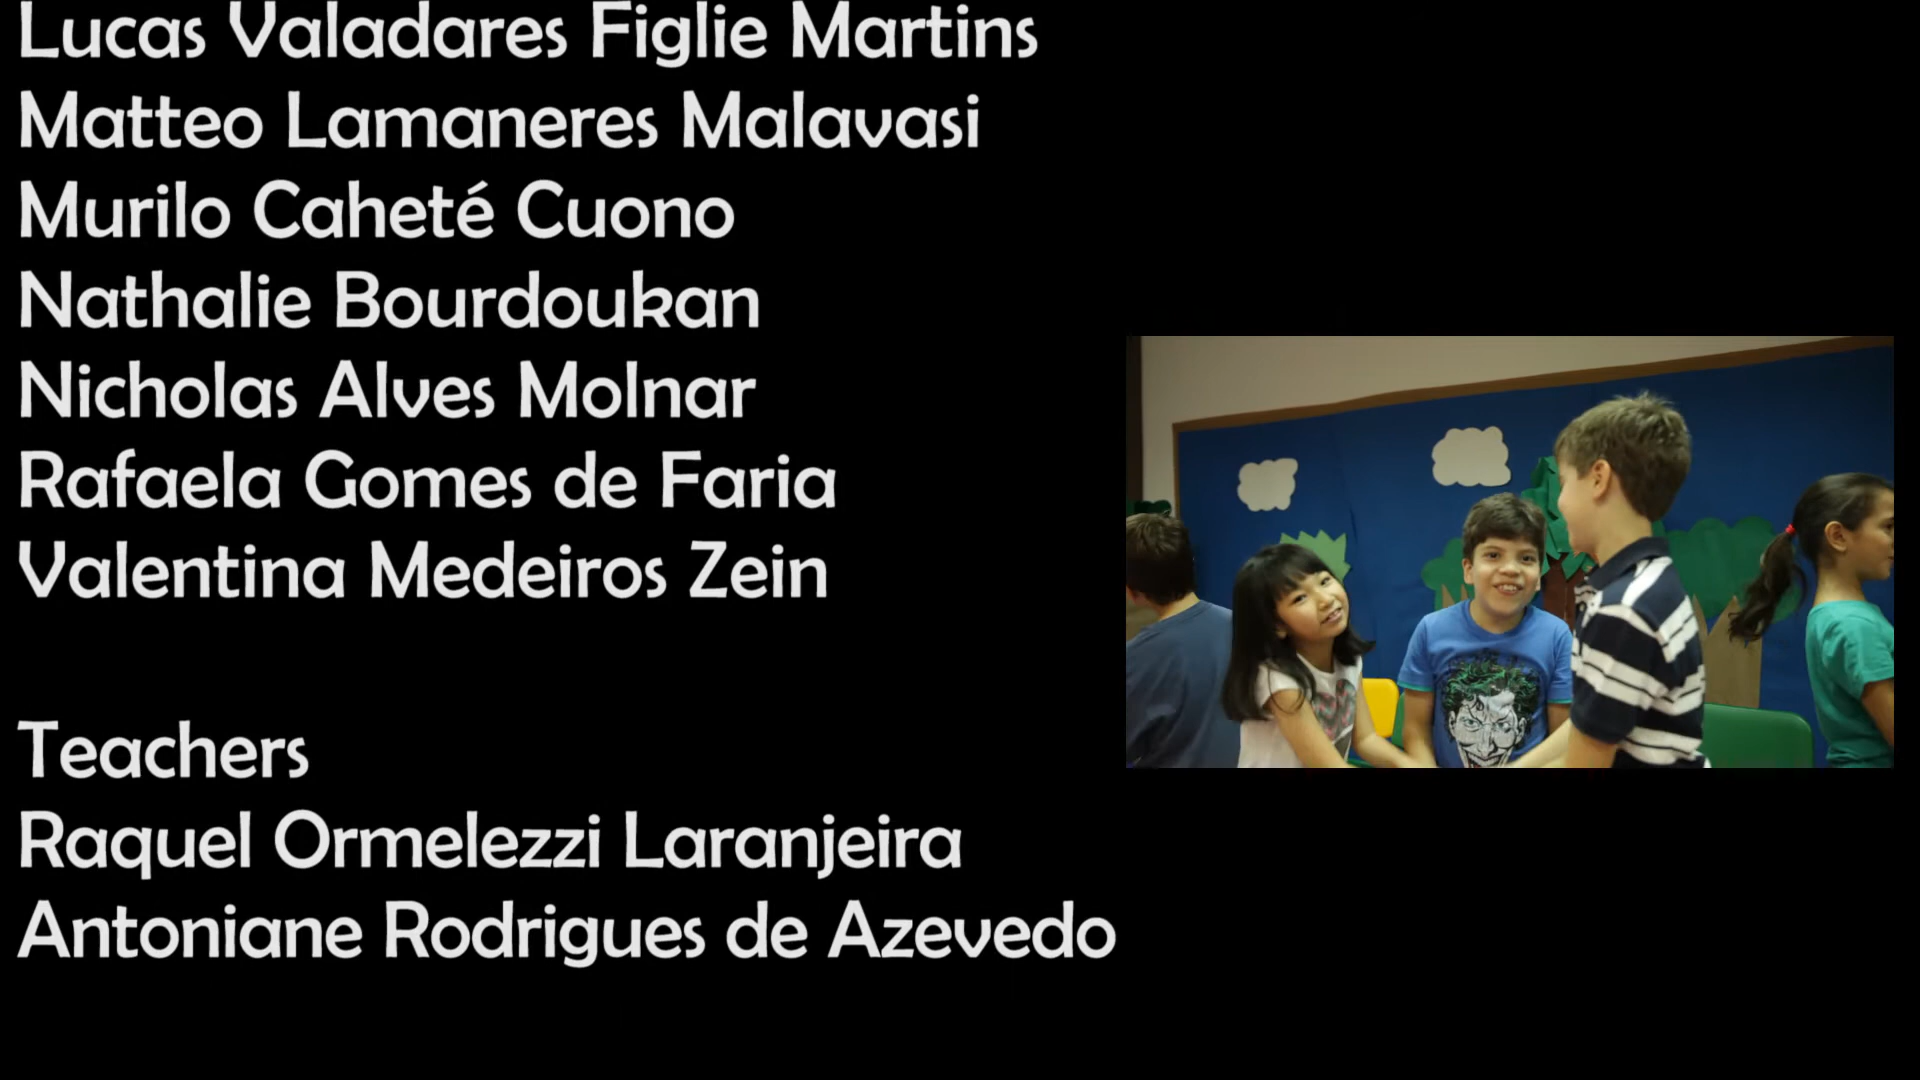 Lucas Valadares Figlie Martins
Matteo Lamaneres Malavasi
Murilo Caheté Cuono
Nathalie Bourdoukan
Nicholas Alves Molnar
Rafaela Gomes de Faria
Valentina Medeiros Zein
Teachers
Raquel Ormelezzi Laranjeira
Antoniane Rodrigues de Azevedo